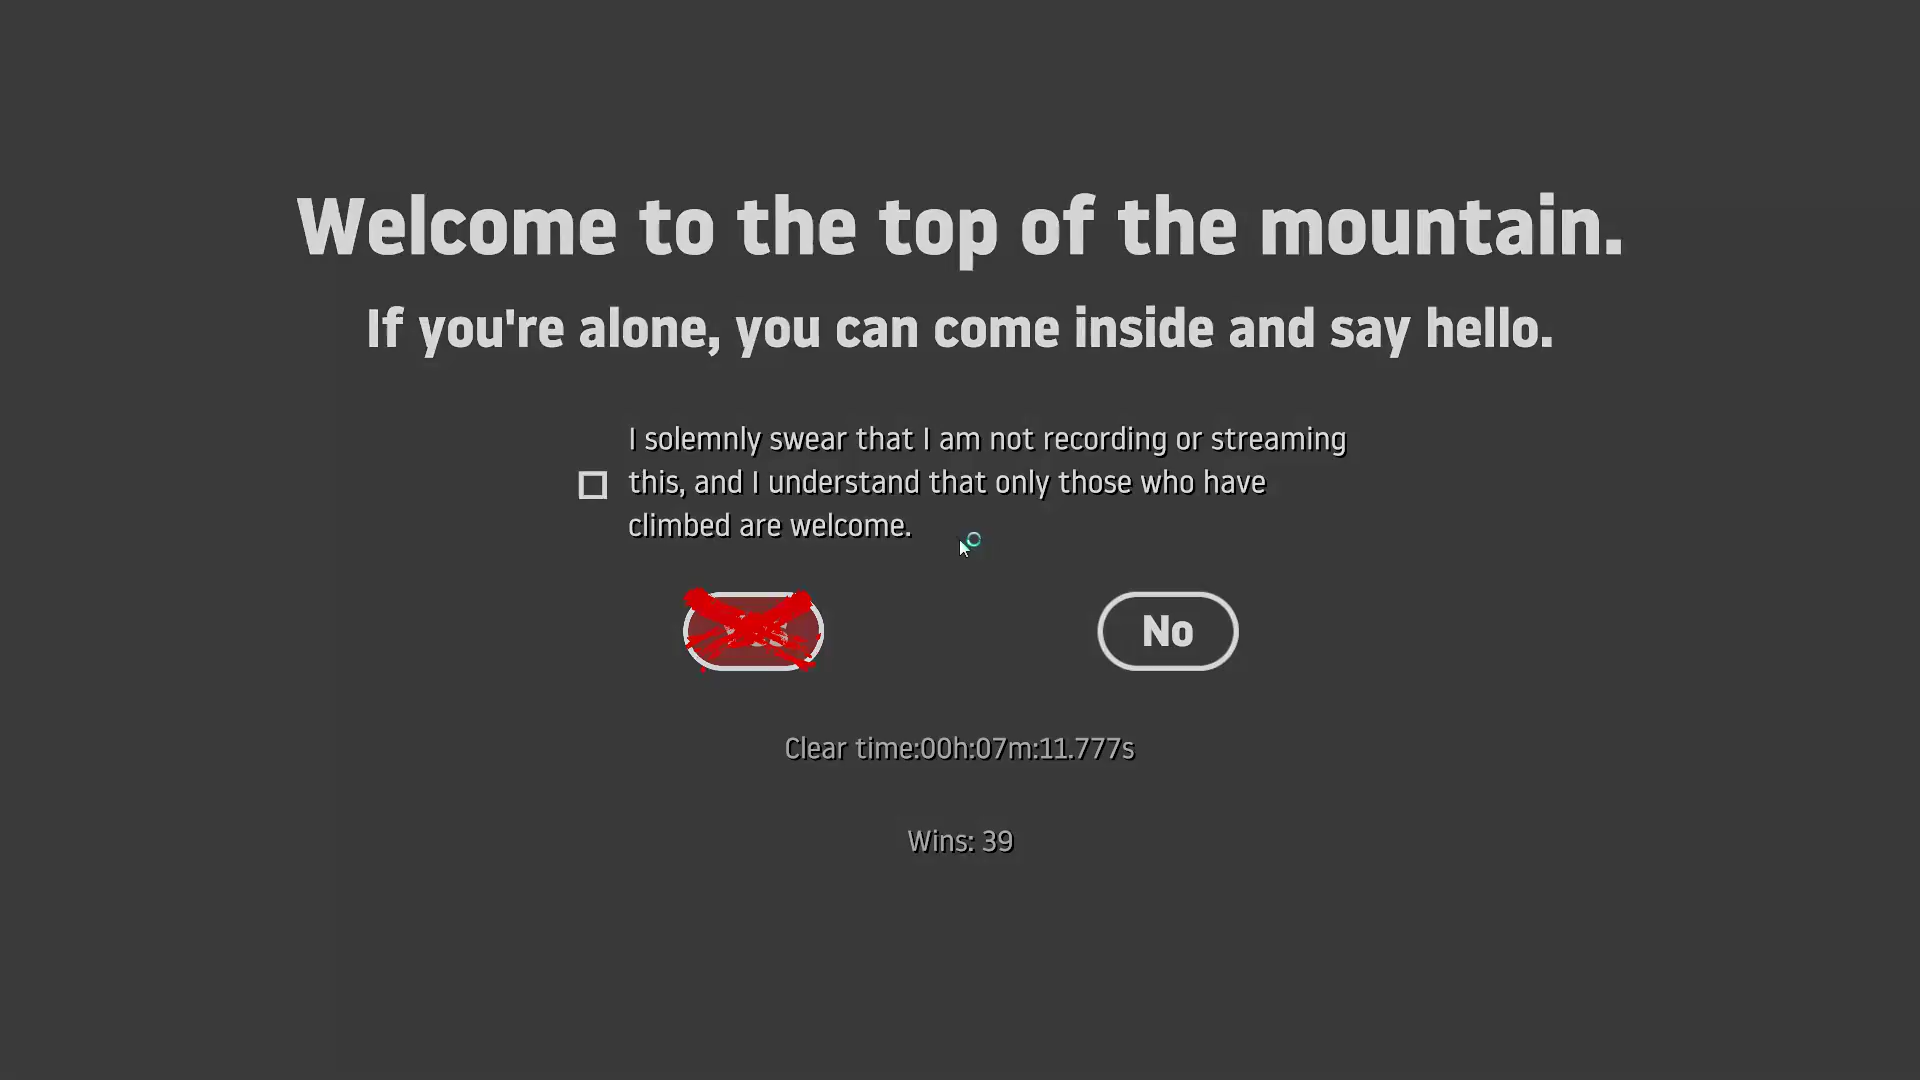 Welcome to the top of the mountain.
If you're alone, you can come inside and say hello.
I solemnly swear that I am not recording or streaming
this, and I understand that only those who have
climbed are welcome.
No
Clear time:00h:07m:11.777s
Wins: 39